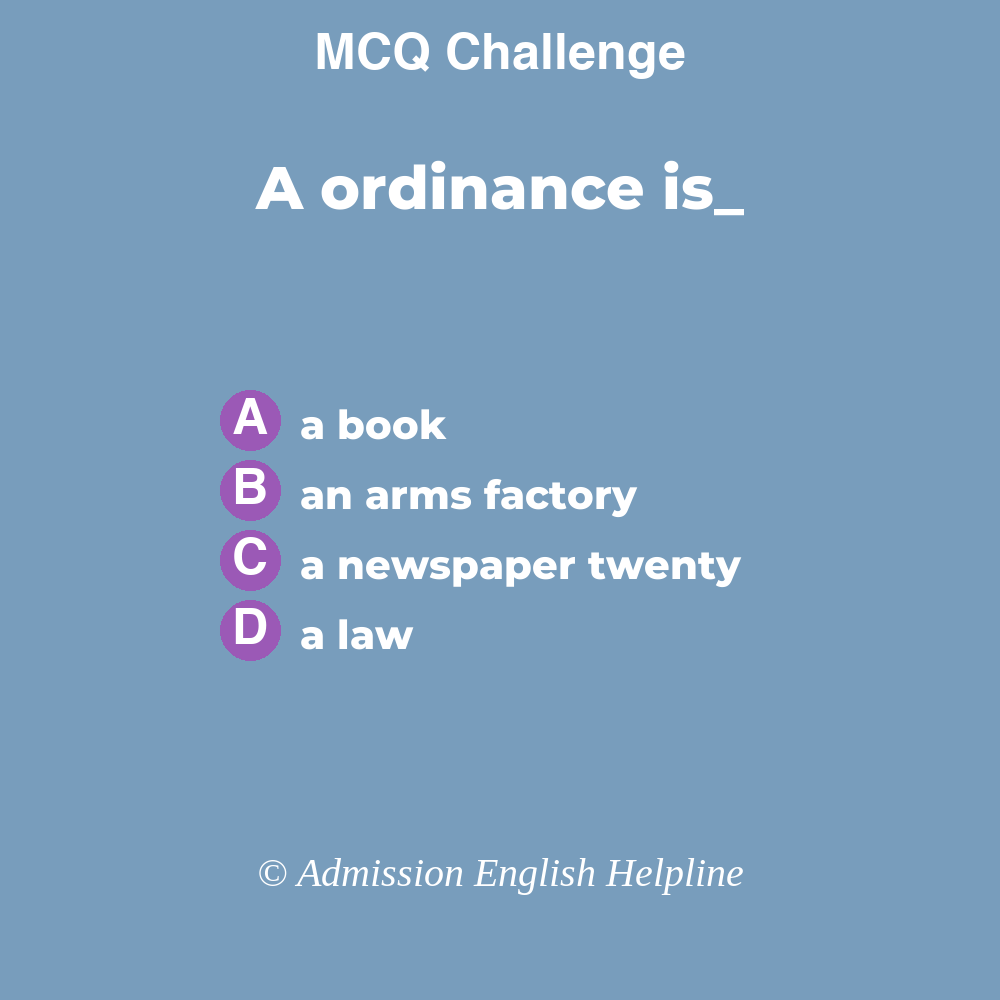 MCQ Challenge
A ordinance is_
A a book
B an arms factory
C a newspaper twenty
D a law
© Admission English Helpline